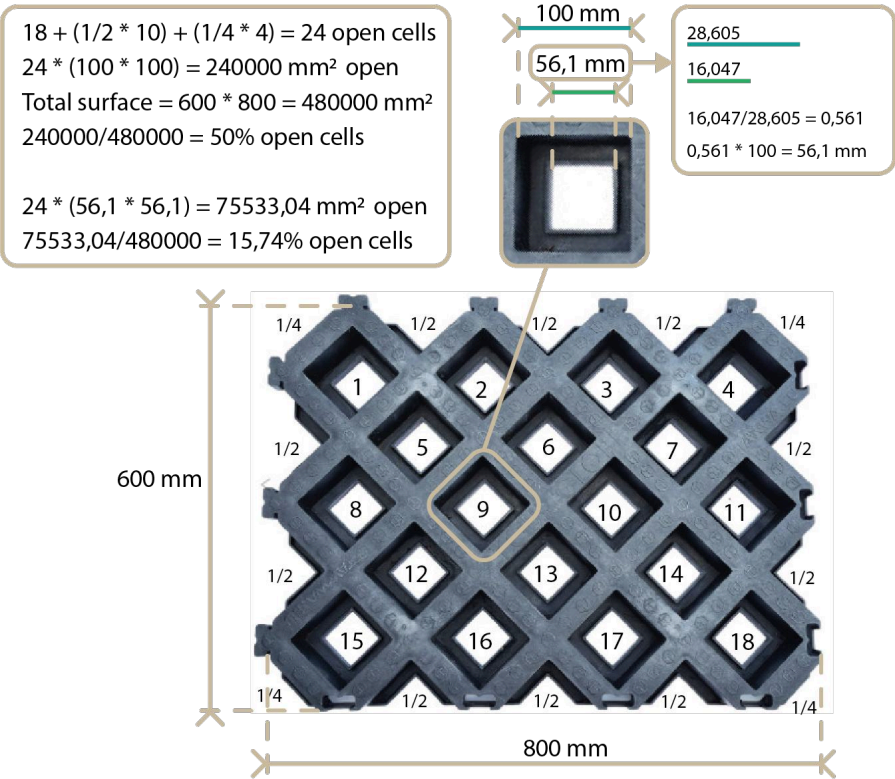 18 + (1/2 * 10) + (1/4 * 4) = 24 open cells
24 * (100 * 100) = 240000 mm² open
Total surface = 600 * 800 = 480000 mm²
240000/480000 = 50% open cells
24 * (56,1 * 56,1) = 75533,04 mm² open
75533,04/480000 = 15,74% open cells
100 mm
56,1 mm
28,605
16,047
16,047/28,605 = 0,561
0,561 * 100 = 56,1 mm
1/4 1/2 1/2 1/2 1/4
1 2 3 4
1/2 5 6 7 1/2
600 mm
8 9 10 11
1/2 12 13 14 1/2
15 16 17 18
1/4 1/2 1/2 1/2 1/4
800 mm